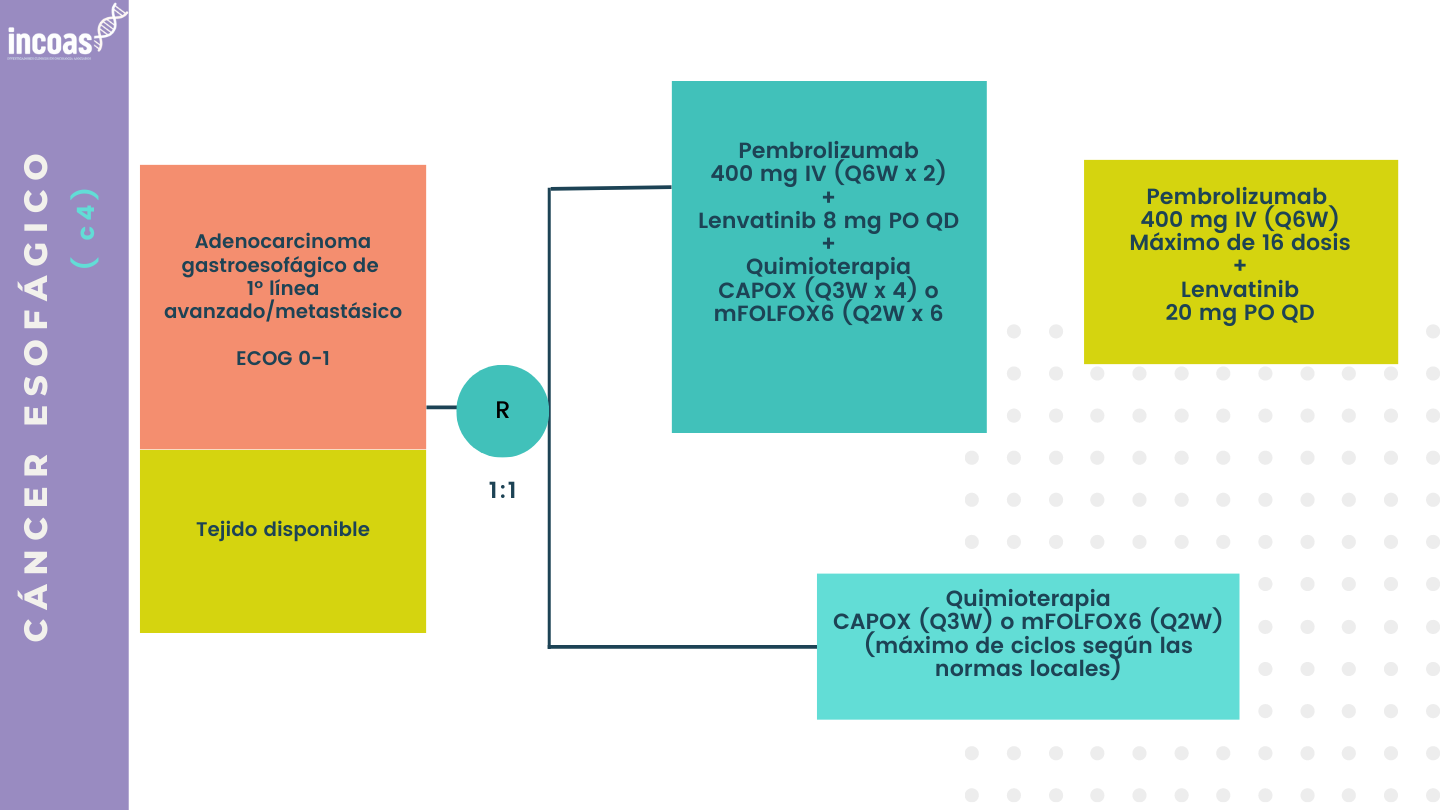 incoas
CÁNCER ESOFÁGICO
( c4)
Adenocarcinoma
gastroesofágico de
1° línea
avanzado/metastásico
ECOG 0-1
Tejido disponible
R
1:1
Pembrolizumab
400 mg IV (Q6W x 2)
+
Lenvatinib 8 mg PO QD
+
Quimioterapia
CAPOX (Q3W x 4) o
mFOLFOX6 (Q2W x 6
Pembrolizumab
400 mg IV (Q6W)
Máximo de 16 dosis
+
Lenvatinib
20 mg PO QD
Quimioterapia
CAPOX (Q3W) o mFOLFOX6 (Q2W)
(máximo de ciclos según las
normas locales)